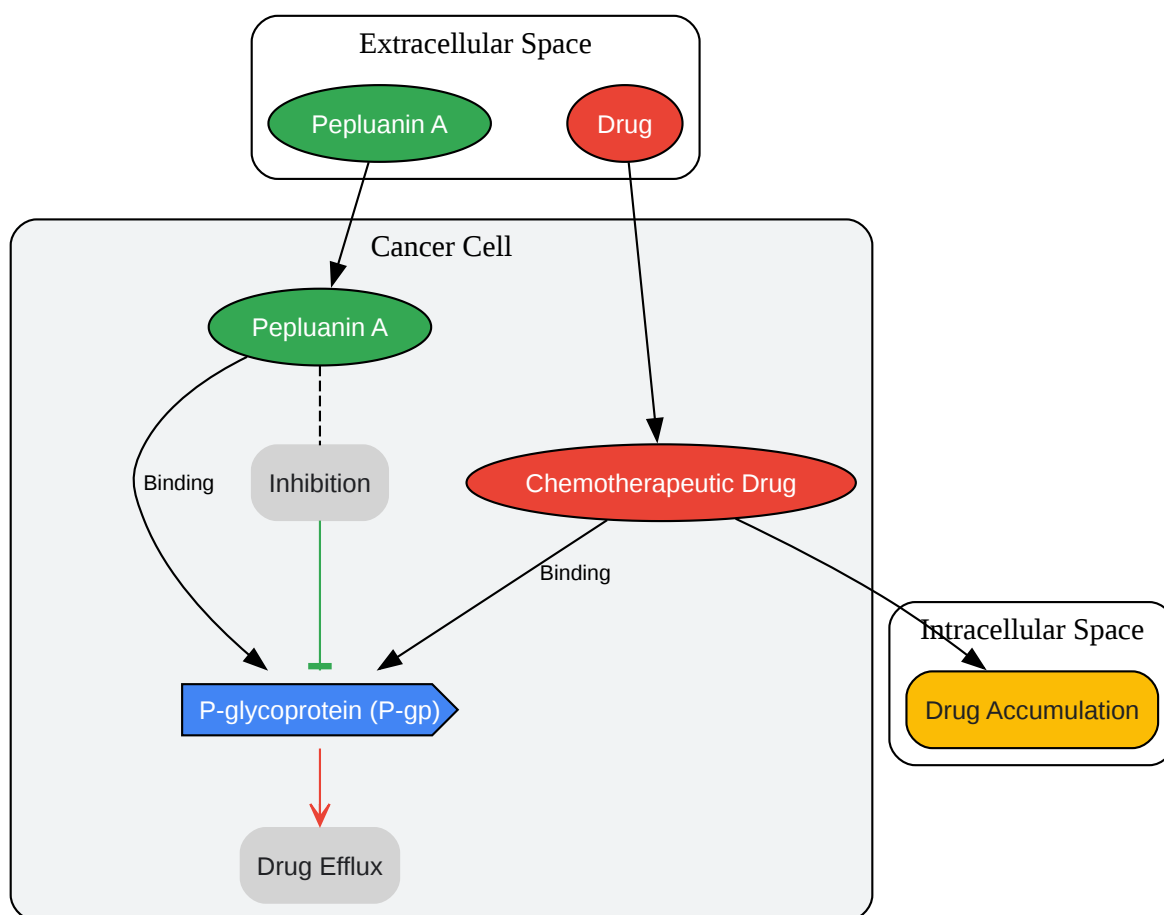 Extracellular Space
Pepluanin A
Drug
Cancer Cell
Pepluanin A
Binding
Inhibition
Chemotherapeutic Drug
Binding
Intracellular Space
P-glycoprotein (P-gp)
Drug Accumulation
Drug Efflux